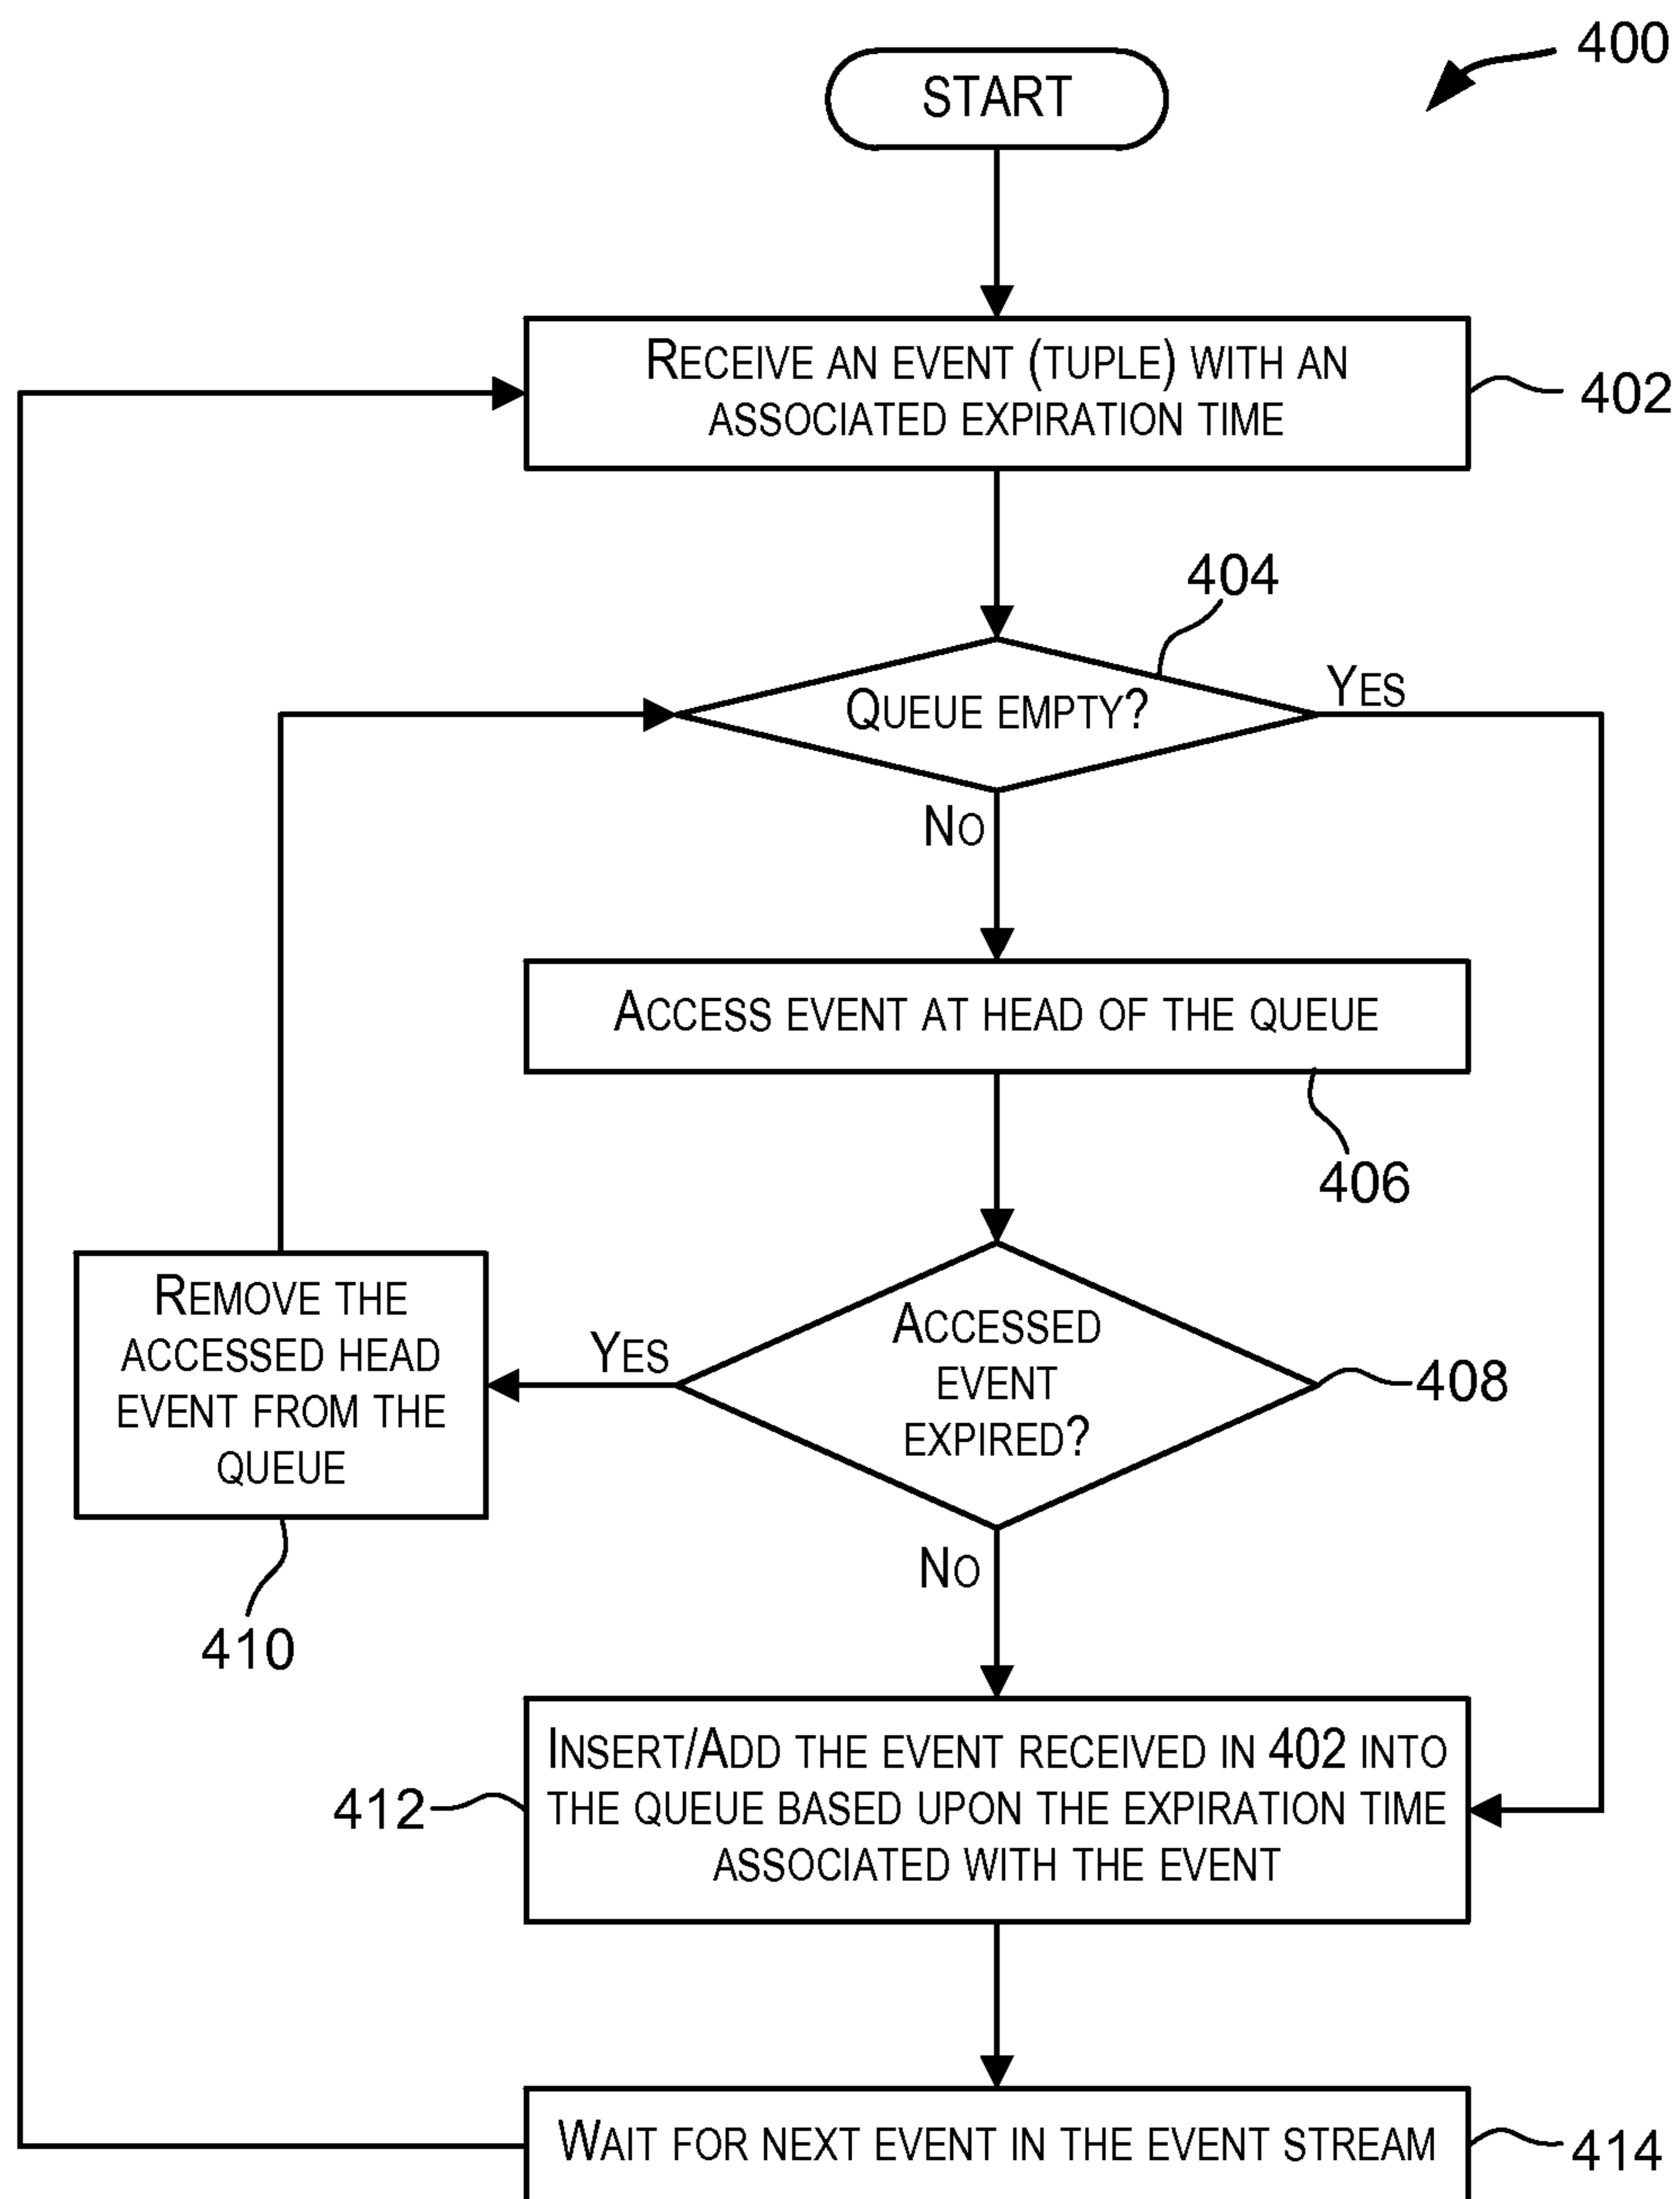 400
START
RECEIVE AN EVENT (TUPLE) WITH AN
ASSOCIATED EXPIRATION TIME
402
404
QUEUE EMPTY?
YES
NO
ACCESS EVENT AT HEAD OF THE QUEUE
406
REMOVE THE
ACCESSED HEAD
EVENT FROM THE
QUEUE
410
YES
ACCESSED
EVENT
EXPIRED?
408
NO
INSERT/ADD THE EVENT RECEIVED IN 402 INTO
THE QUEUE BASED UPON THE EXPIRATION TIME
ASSOCIATED WITH THE EVENT
412
WAIT FOR NEXT EVENT IN THE EVENT STREAM
414